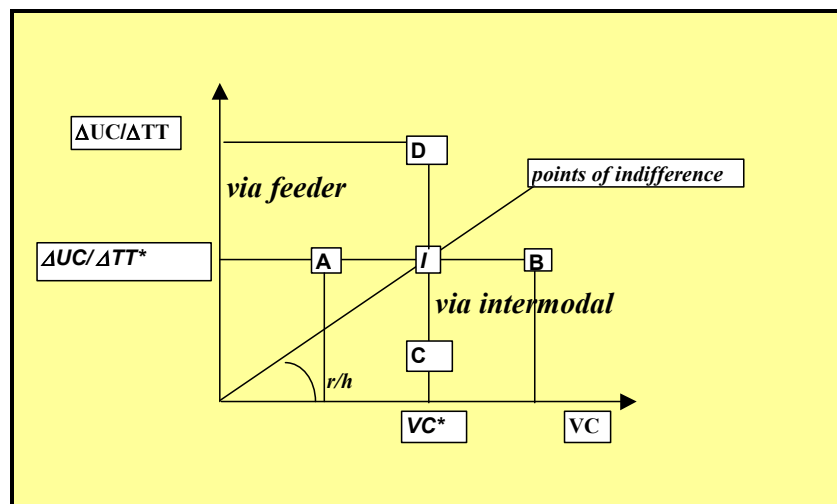 ΔUC/ΔTT
D
via feeder
points of indifference
ΔUC/ΔTT*
A
I
B
via intermodal
C
r/h
VC*
VC